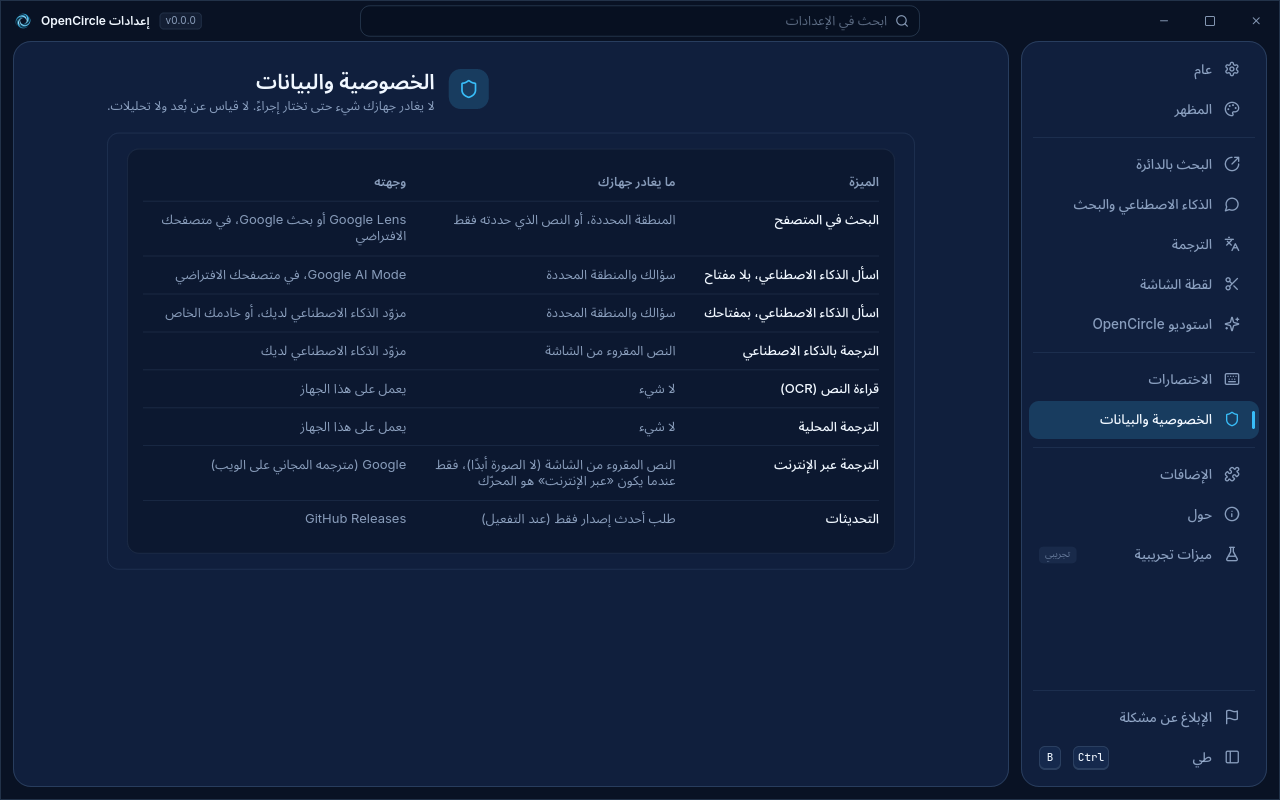 إعدادات OpenCircle
v0.0.0
ابحث في الإعدادات
عام
المظهر
البحث بالدائرة
الذكاء الاصطناعي والبحث
الترجمة
لقطة الشاشة
استوديو OpenCircle
الاختصارات
الخصوصية والبيانات
الإضافات
حول
ميزات تجريبية تجريبي
الإبلاغ عن مشكلة
طي Ctrl B
الخصوصية والبيانات
لا يغادر جهازك شيء حتى تختار إجراءً. لا قياس عن بُعد ولا تحليلات.
الميزة ما يغادر جهازك وجهته
البحث في المتصفح المنطقة المحددة، أو النص الذي حددته فقط Google Lens أو بحث Google، في متصفحك
الافتراضي
اسأل الذكاء الاصطناعي، بلا مفتاح سؤالك والمنطقة المحددة Google AI Mode، في متصفحك الافتراضي
اسأل الذكاء الاصطناعي، بمفتاحك سؤالك والمنطقة المحددة مزوّد الذكاء الاصطناعي لديك، أو خادمك الخاص
الترجمة بالذكاء الاصطناعي النص المقروء من الشاشة مزوّد الذكاء الاصطناعي لديك
قراءة النص (OCR) لا شيء يعمل على هذا الجهاز
الترجمة المحلية لا شيء يعمل على هذا الجهاز
الترجمة عبر الإنترنت النص المقروء من الشاشة (لا الصورة أبدًا)، فقط Google (مترجمه المجاني على الويب)
عندما يكون «عبر الإنترنت» هو المحرّك
التحديثات طلب أحدث إصدار فقط (عند التفعيل) GitHub Releases